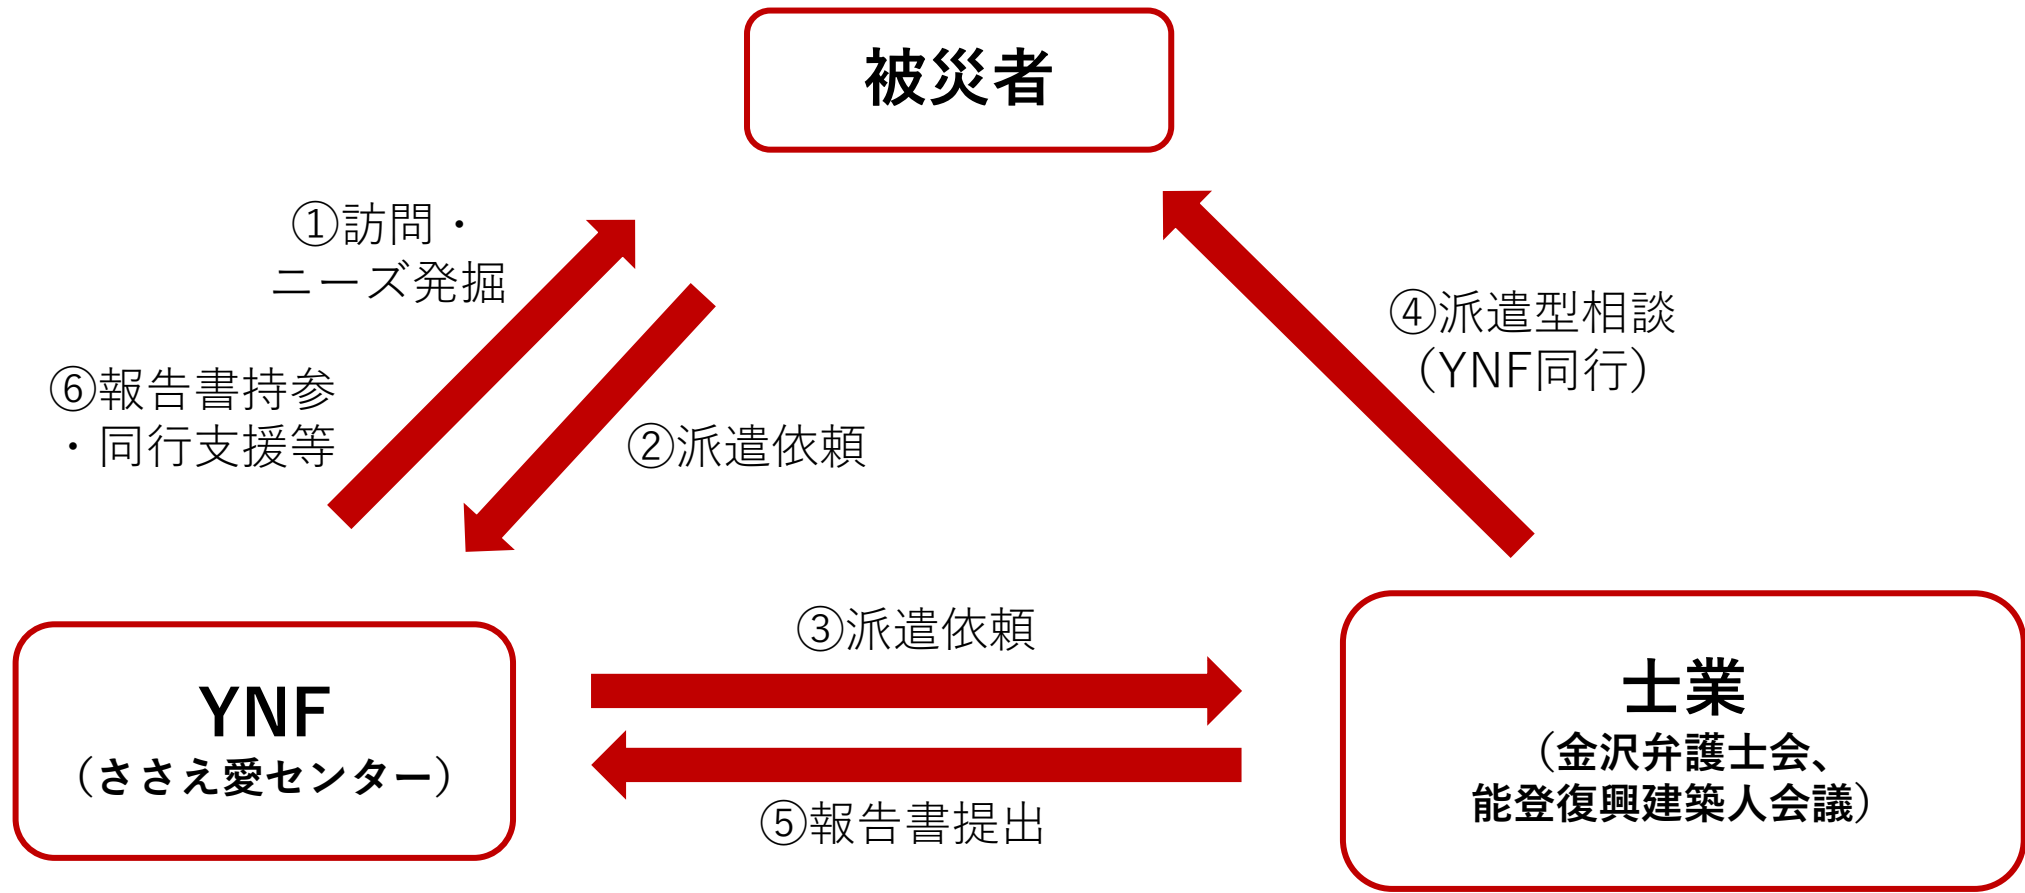 被災者
①訪問・
ニーズ発掘
④派遣型相談
（YNF同行）
⑥報告書持参
・同行支援等
②派遣依頼
③派遣依頼
YNF
（ささえ愛センター）
士業
（金沢弁護士会、
能登復興建築人会議）
⑤報告書提出